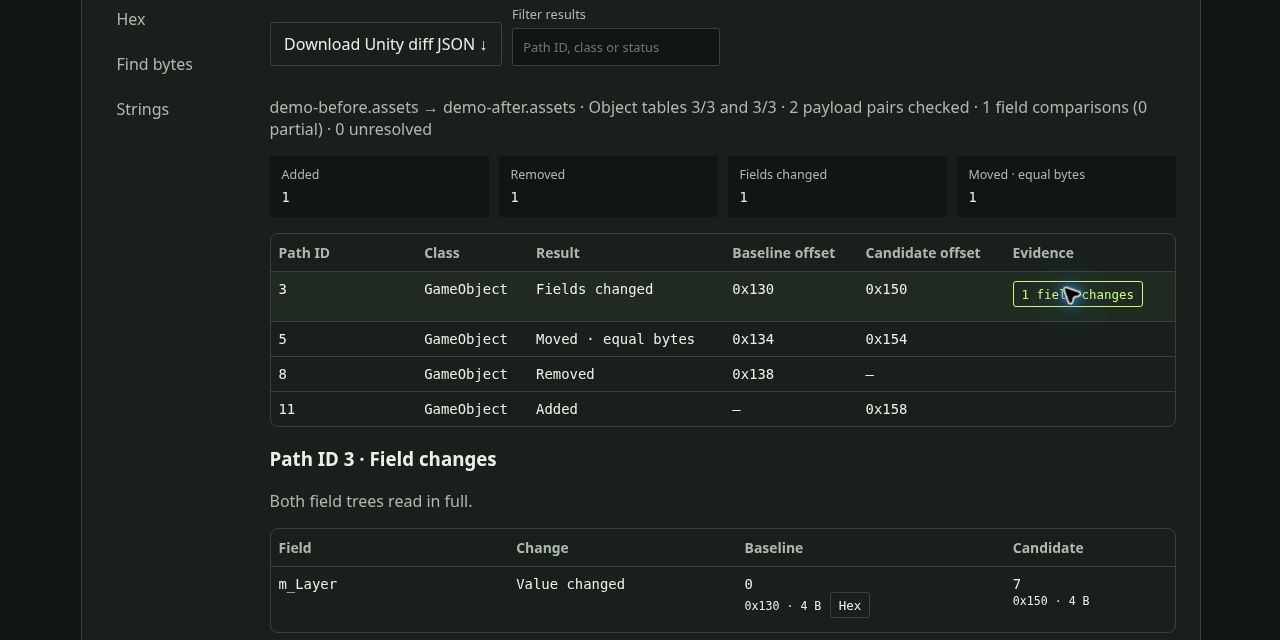 Hex
Find bytes
Strings
Download Unity diff JSON ↓
Filter results
Path ID, class or status
demo-before.assets → demo-after.assets · Object tables 3/3 and 3/3 · 2 payload pairs checked · 1 field comparisons (0
partial) · 0 unresolved
Added Removed Fields changed Moved · equal bytes
1 1 1 1
Path ID Class Result Baseline offset Candidate offset Evidence
3 GameObject Fields changed 0x130 0x150 1 field changes
5 GameObject Moved · equal bytes 0x134 0x154
8 GameObject Removed 0x138 —
11 GameObject Added — 0x158
Path ID 3 · Field changes
Both field trees read in full.
Field Change Baseline Candidate
m_Layer Value changed 0 7
0x130 · 4 B Hex 0x150 · 4 B